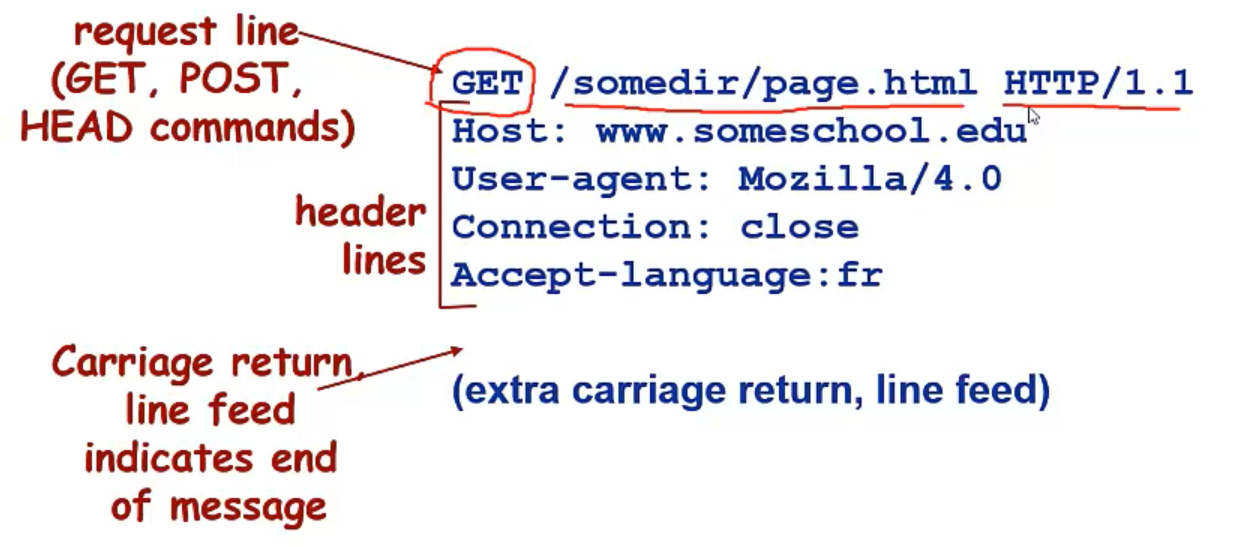 request line
(GET, POST,
HEAD commands)
GET /somedir/page.html HTTP/1.1
Host: www.someschool.edu
User-agent: Mozilla/4.0
Connection: close
Accept-language:fr
header
lines
Carriage return,
line feed
indicates end
of message
(extra carriage return, line feed)